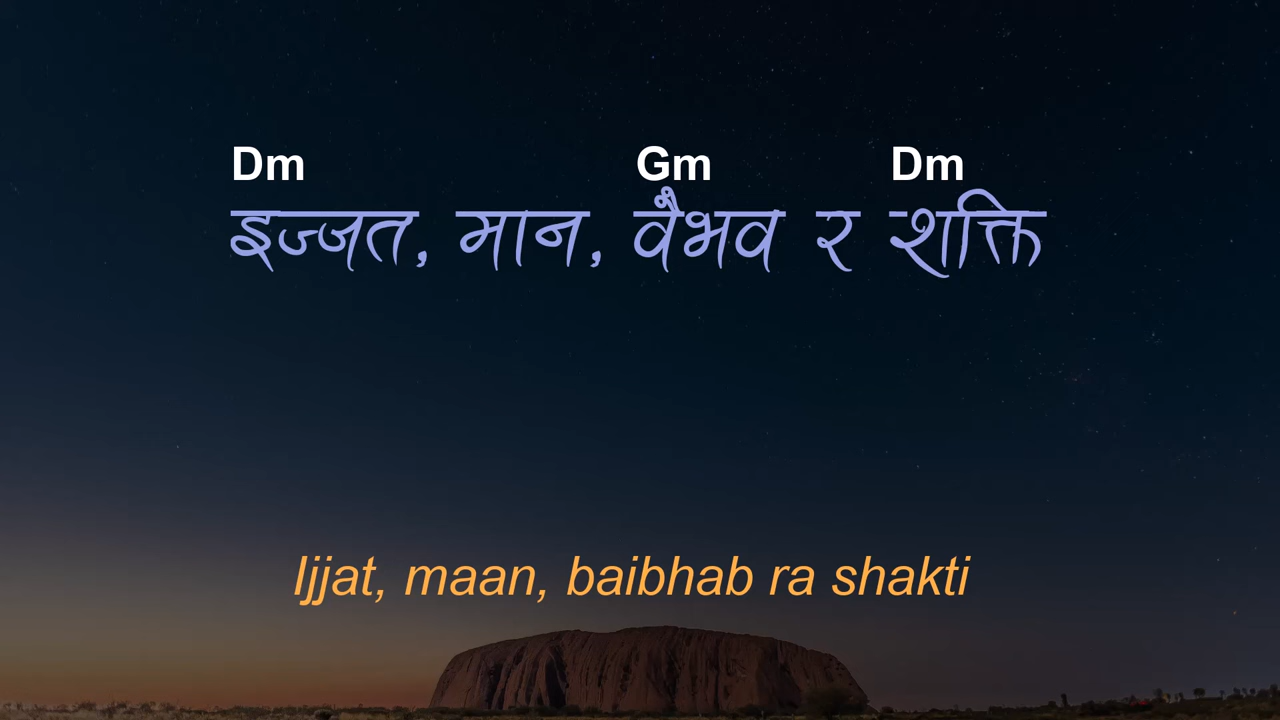 Dm Gm Dm
इज्जत, मान, वैभव र शक्ति
Ijjat, maan, baibhab ra shakti